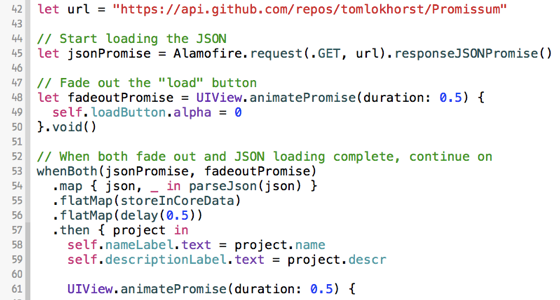 42 let url = "https://api.github.com/repos/tomlokhorst/Promissum"
43
44 // Start loading the JSON
45 let jsonPromise = Alamofire.request(.GET, url).responseJSONPromise()
46
47 // Fade out the "load" button
48 let fadeoutPromise = UIView.animatePromise(duration: 0.5) {
49   self.loadButton.alpha = 0
50 }.void()
51
52 // When both fade out and JSON loading complete, continue on
53 whenBoth(jsonPromise, fadeoutPromise)
54   .map { json, _ in parseJson(json) }
55   .flatMap(storeInCoreData)
56   .flatMap(delay(0.5))
57   .then { project in
58     self.nameLabel.text = project.name
59     self.descriptionLabel.text = project.descr
60
61     UIView.animatePromise(duration: 0.5) {